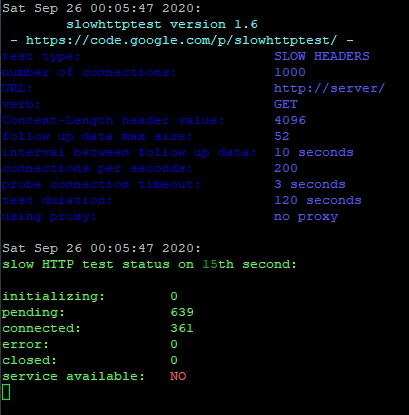 Sat Sep 26 00:05:47 2020:
slowhttptest version 1.6
- https://code.google.com/p/slowhttptest/ -
test type: SLOW HEADERS
number of connections: 1000
URL: http://server/
verb: GET
Content-Length header value: 4096
follow up data max size: 52
interval between follow up data: 10 seconds
connections per seconds: 200
probe connection timeout: 3 seconds
test duration: 120 seconds
using proxy: no proxy
Sat Sep 26 00:05:47 2020:
slow HTTP test status on 15th second:
initializing: 0
pending: 639
connected: 361
error: 0
closed: 0
service available: NO